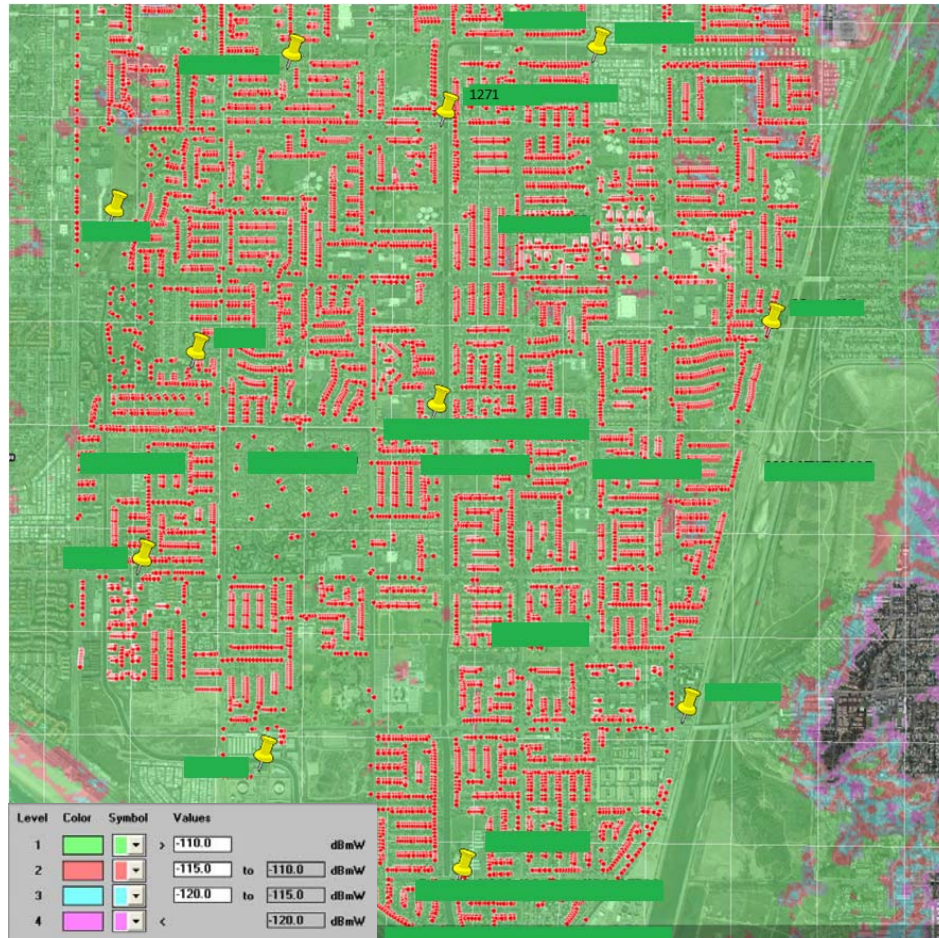 1271
Level Color Symbol Values
1 > -110.0 dBmW
2 -115.0 to -110.0 dBmW
3 -120.0 to -115.0 dBmW
4 < -120.0 dBmW